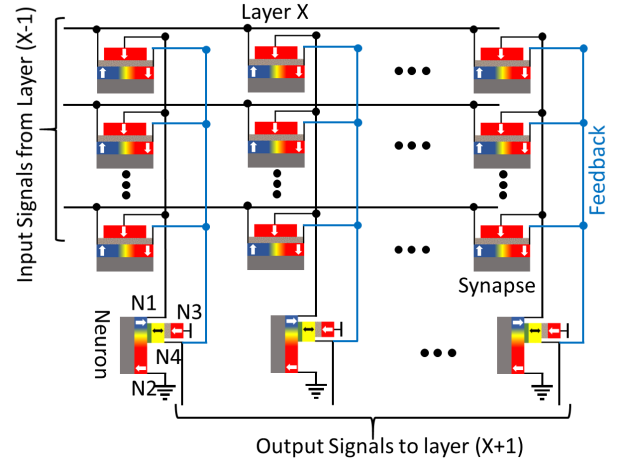 Layer X
Input Signals from Layer (X-1)
Feedback
Synapse
Neuron
N1
N3
N4
N2
Output Signals to layer (X+1)